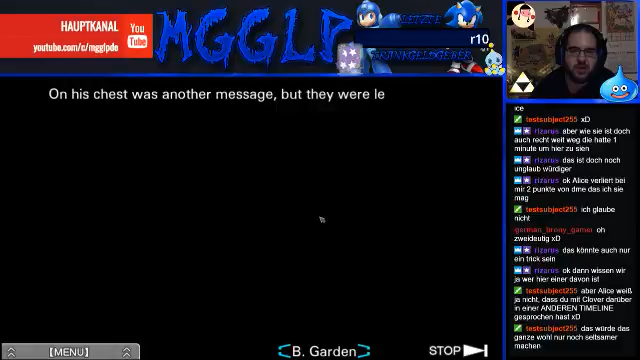 HAUPTKANAL
youtube.com/c/mgglpde
You
Tube
MGGLP
LETZTE
TRINKGELDGEBER
r10
On his chest was another message, but they were le
ice
testsubject255 xD
rizarus aber wie sie ist doch
auch recht weit weg die hatte 1
minute um hier zu sien
rizarus das ist doch noch
unglaub würdiger
rizarus ok Alice verliert bei
mir 2 punkte von dme das ich sie
mag
testsubject255 ich glaube
nicht
german_brony_gamer oh
zweideutig xD
rizarus das könnte auch nur
ein trick sein
rizarus ok dann wissen wir
ja wer hier einer davon ist
testsubject255 aber Alice weiß
ja nicht, dass du mit Clover darüber
in einer ANDEREN TIMELINE
gesprochen hast xD
testsubject255 das würde das
ganze wohl nur noch seltsamer
machen
[MENU]
B. Garden
STOP